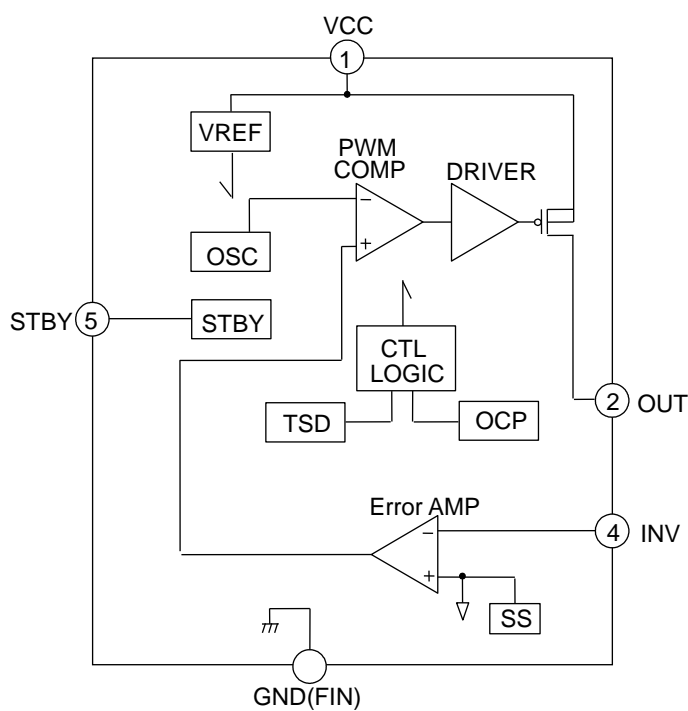 VCC
1
VREF
PWM
COMP
DRIVER
−
+
OSC
STBY
5
STBY
CTL
LOGIC
TSD
OCP
2
OUT
Error AMP
−
+
4
INV
SS
GND(FIN)